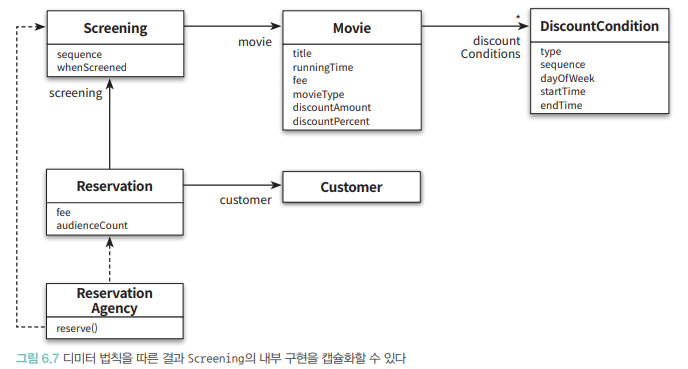 Screening
sequence
whenScreened
movie
Movie
title
runningTime
fee
movieType
discountAmount
discountPercent
*
discount
Conditions
DiscountCondition
type
sequence
dayOfWeek
startTime
endTime
screening
Reservation
fee
audienceCount
customer
Customer
Reservation
Agency
reserve()
그림 6.7 디미터 법칙을 따른 결과 Screening의 내부 구현을 캡슐화할 수 있다